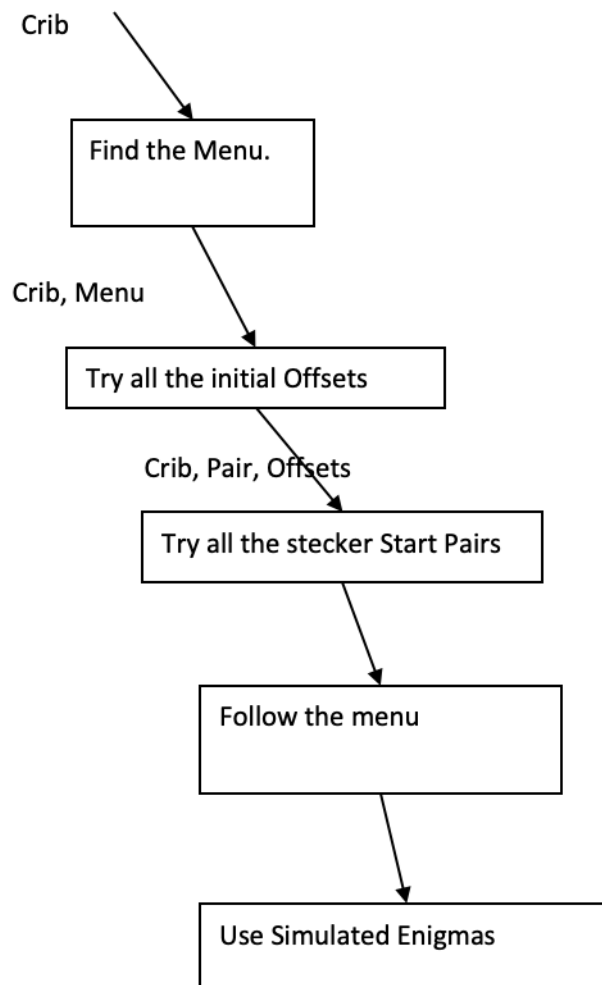 Crib
Find the Menu.
Crib, Menu
Try all the initial Offsets
Crib, Pair, Offsets
Try all the stecker Start Pairs
Follow the menu
Use Simulated Enigmas